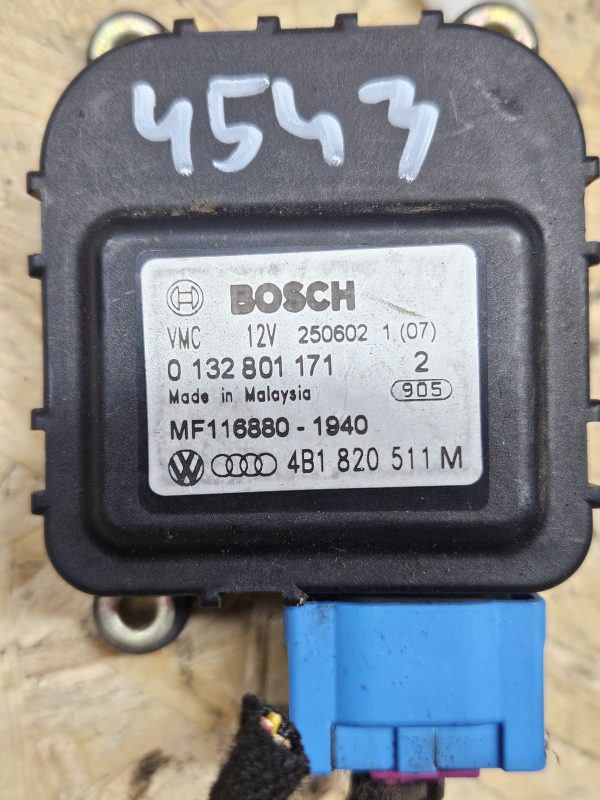 4543
BOSCH
VMC 12V 250602 1 (07)
0 132 801 171 2
Made in Malaysia 905
MF116880-1940
4B1 820 511 M